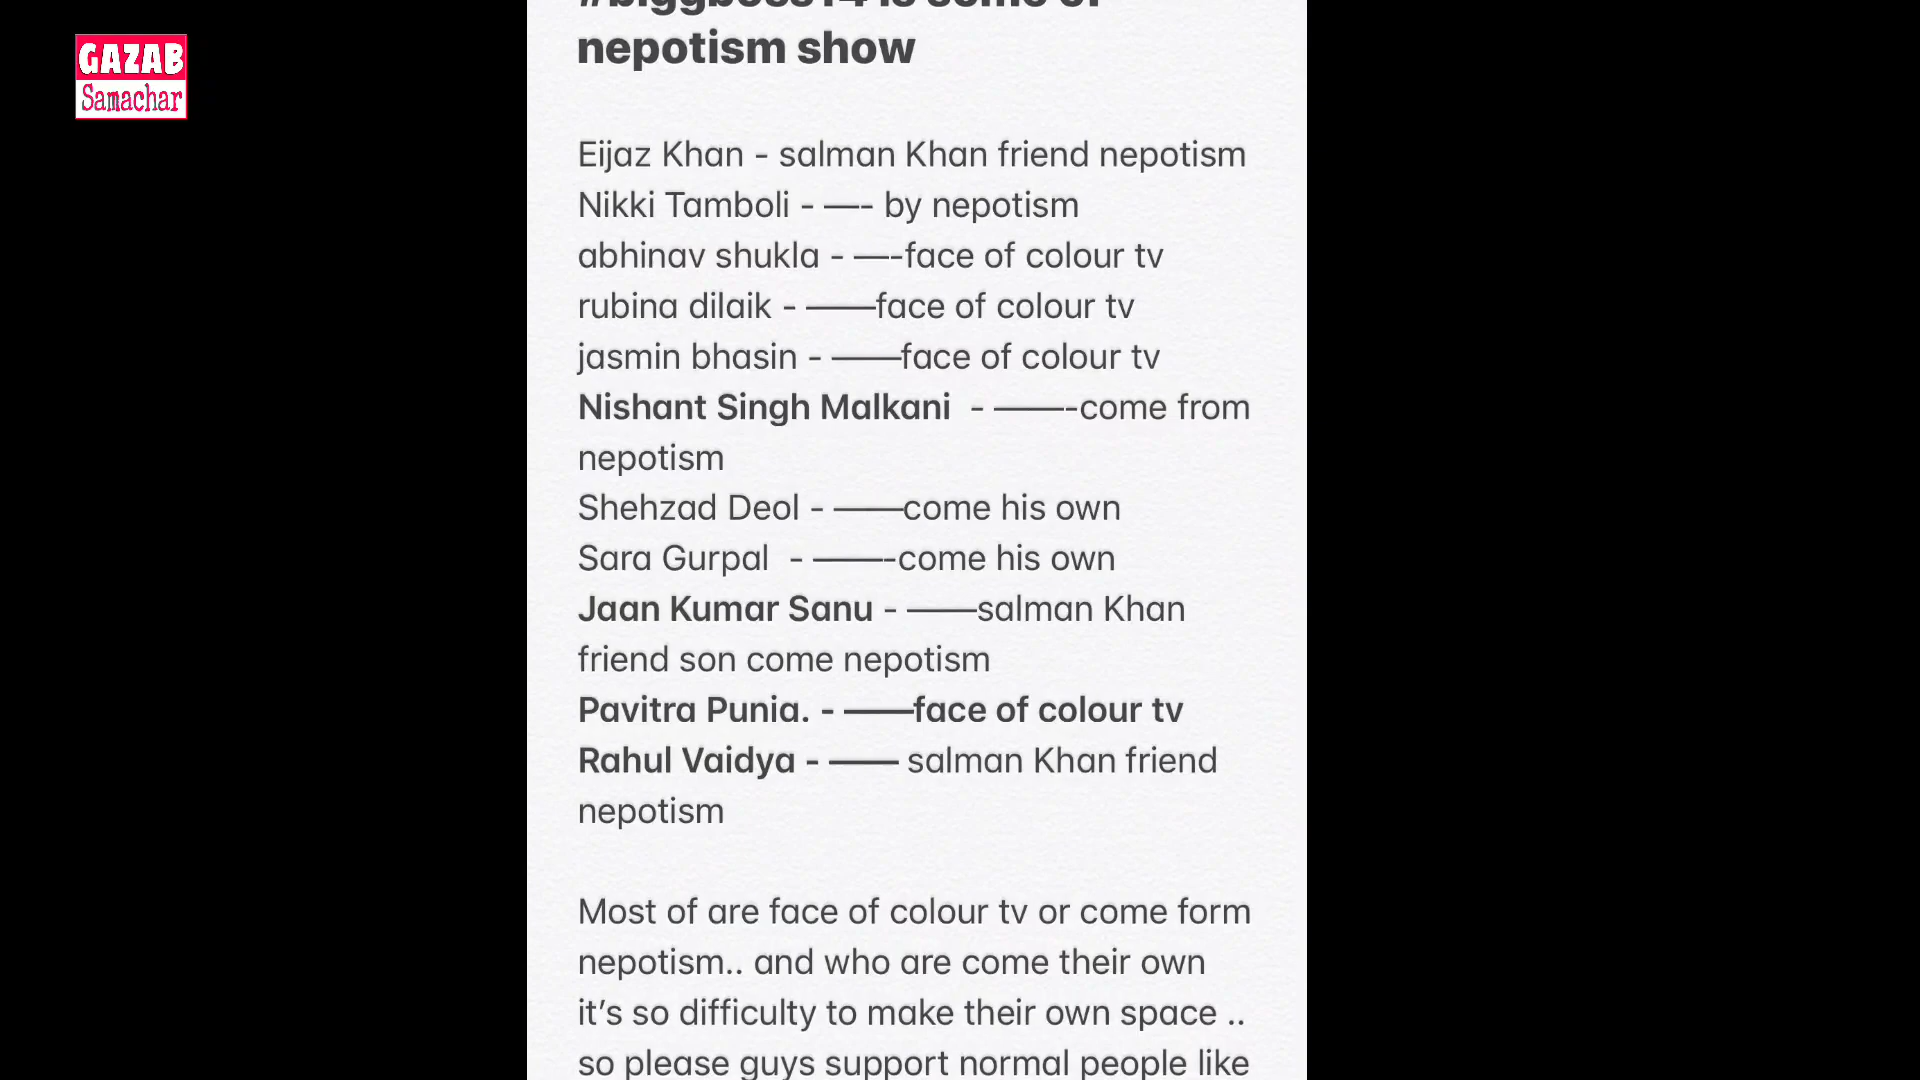 GAZAB
Samachar
#biggboss14 is some of
nepotism show
Eijaz Khan - salman Khan friend nepotism
Nikki Tamboli - —- by nepotism
abhinav shukla - —-face of colour tv
rubina dilaik - ——face of colour tv
jasmin bhasin - ——face of colour tv
Nishant Singh Malkani  - ——-come from
nepotism
Shehzad Deol - ——come his own
Sara Gurpal  - ——-come his own
Jaan Kumar Sanu - ——salman Khan
friend son come nepotism
Pavitra Punia. - ——face of colour tv
Rahul Vaidya - —— salman Khan friend
nepotism
Most of are face of colour tv or come form
nepotism.. and who are come their own
it’s so difficulty to make their own space ..
so please guys support normal people like